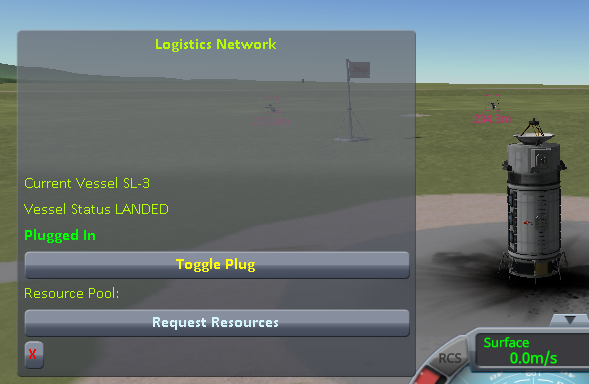 Logistics Network
Current Vessel SL-3
Vessel Status LANDED
Plugged In
Toggle Plug
Resource Pool:
Request Resources
X
RCS
Surface
0.0m/s